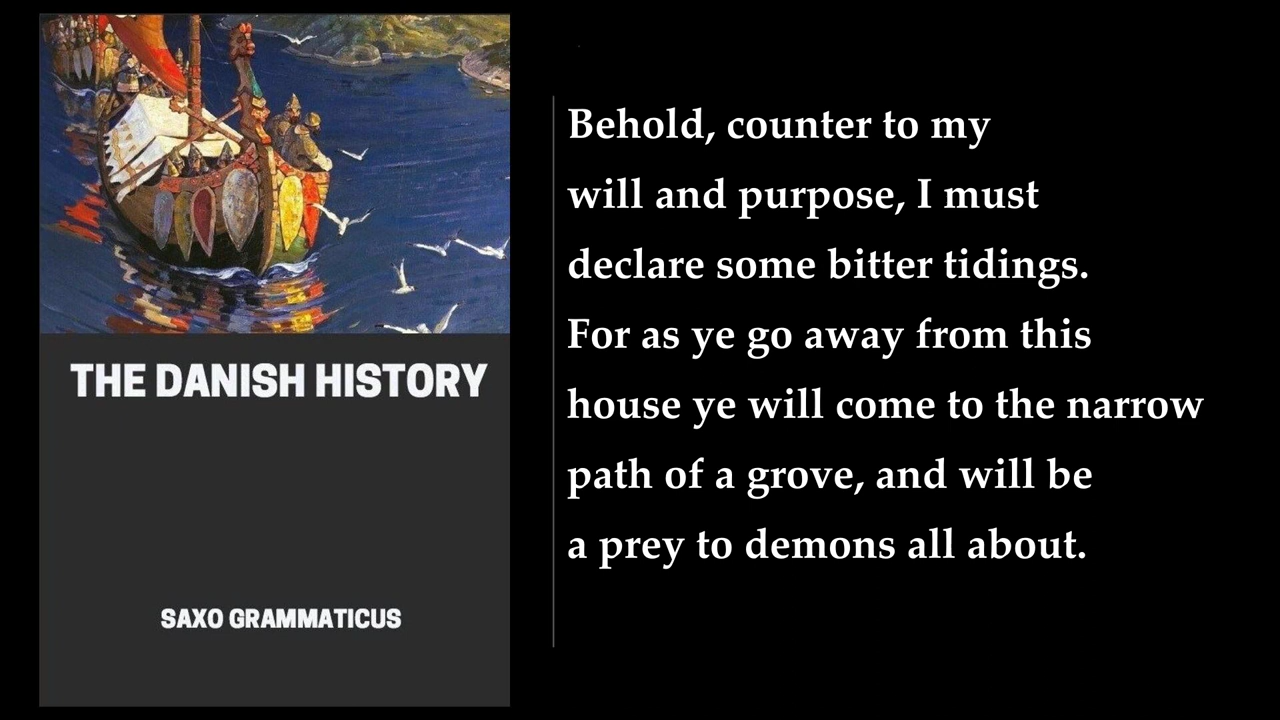 THE DANISH HISTORY
SAXO GRAMMATICUS
Behold, counter to my
will and purpose, I must
declare some bitter tidings.
For as ye go away from this
house ye will come to the narrow
path of a grove, and will be
a prey to demons all about.